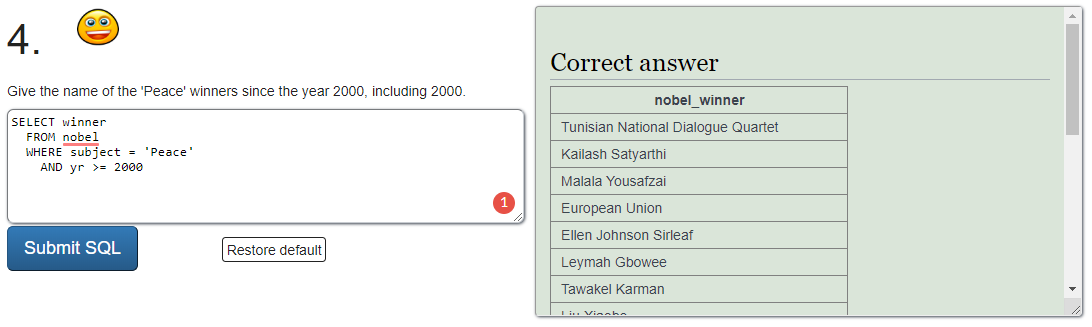 4.
Give the name of the 'Peace' winners since the year 2000, including 2000.
SELECT winner
FROM nobel
WHERE subject = 'Peace'
AND yr >= 2000
1
Submit SQL
Restore default
Correct answer
nobel_winner
Tunisian National Dialogue Quartet
Kailash Satyarthi
Malala Yousafzai
European Union
Ellen Johnson Sirleaf
Leymah Gbowee
Tawakel Karman